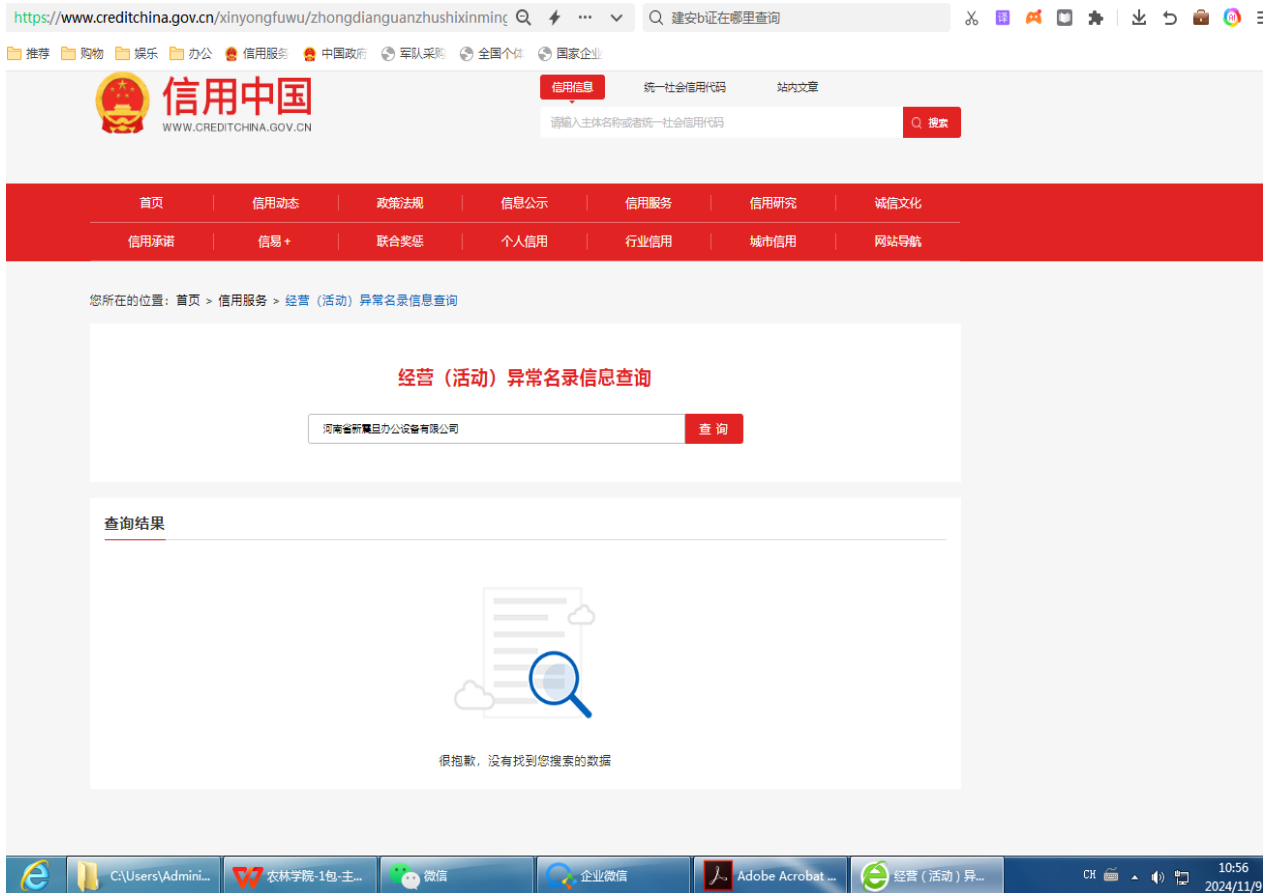 https://www.creditchina.gov.cn/xinyongfuwu/zhongdianguanzhushixinming
建安b证在哪里查询
推荐 购物 娱乐 办公 信用服务 中国政府 军队采购 全国个体 国家企业
信用中国
WWW.CREDITCHINA.GOV.CN
信用信息 统一社会信用代码 站内文章
请输入主体名称或者统一社会信用代码 搜索
首页 信用动态 政策法规 信息公示 信用服务 信用研究 诚信文化
信用承诺 信易+ 联合奖惩 个人信用 行业信用 城市信用 网站导航
您所在的位置：首页 > 信用服务 > 经营（活动）异常名录信息查询
经营（活动）异常名录信息查询
河南省新震旦办公设备有限公司 查 询
查询结果
很抱歉，没有找到您搜索的数据
C:\Users\Admini... 农林学院-1包-主... 微信 企业微信 Adobe Acrobat ... 经营（活动）异... CH 10:56
2024/11/9